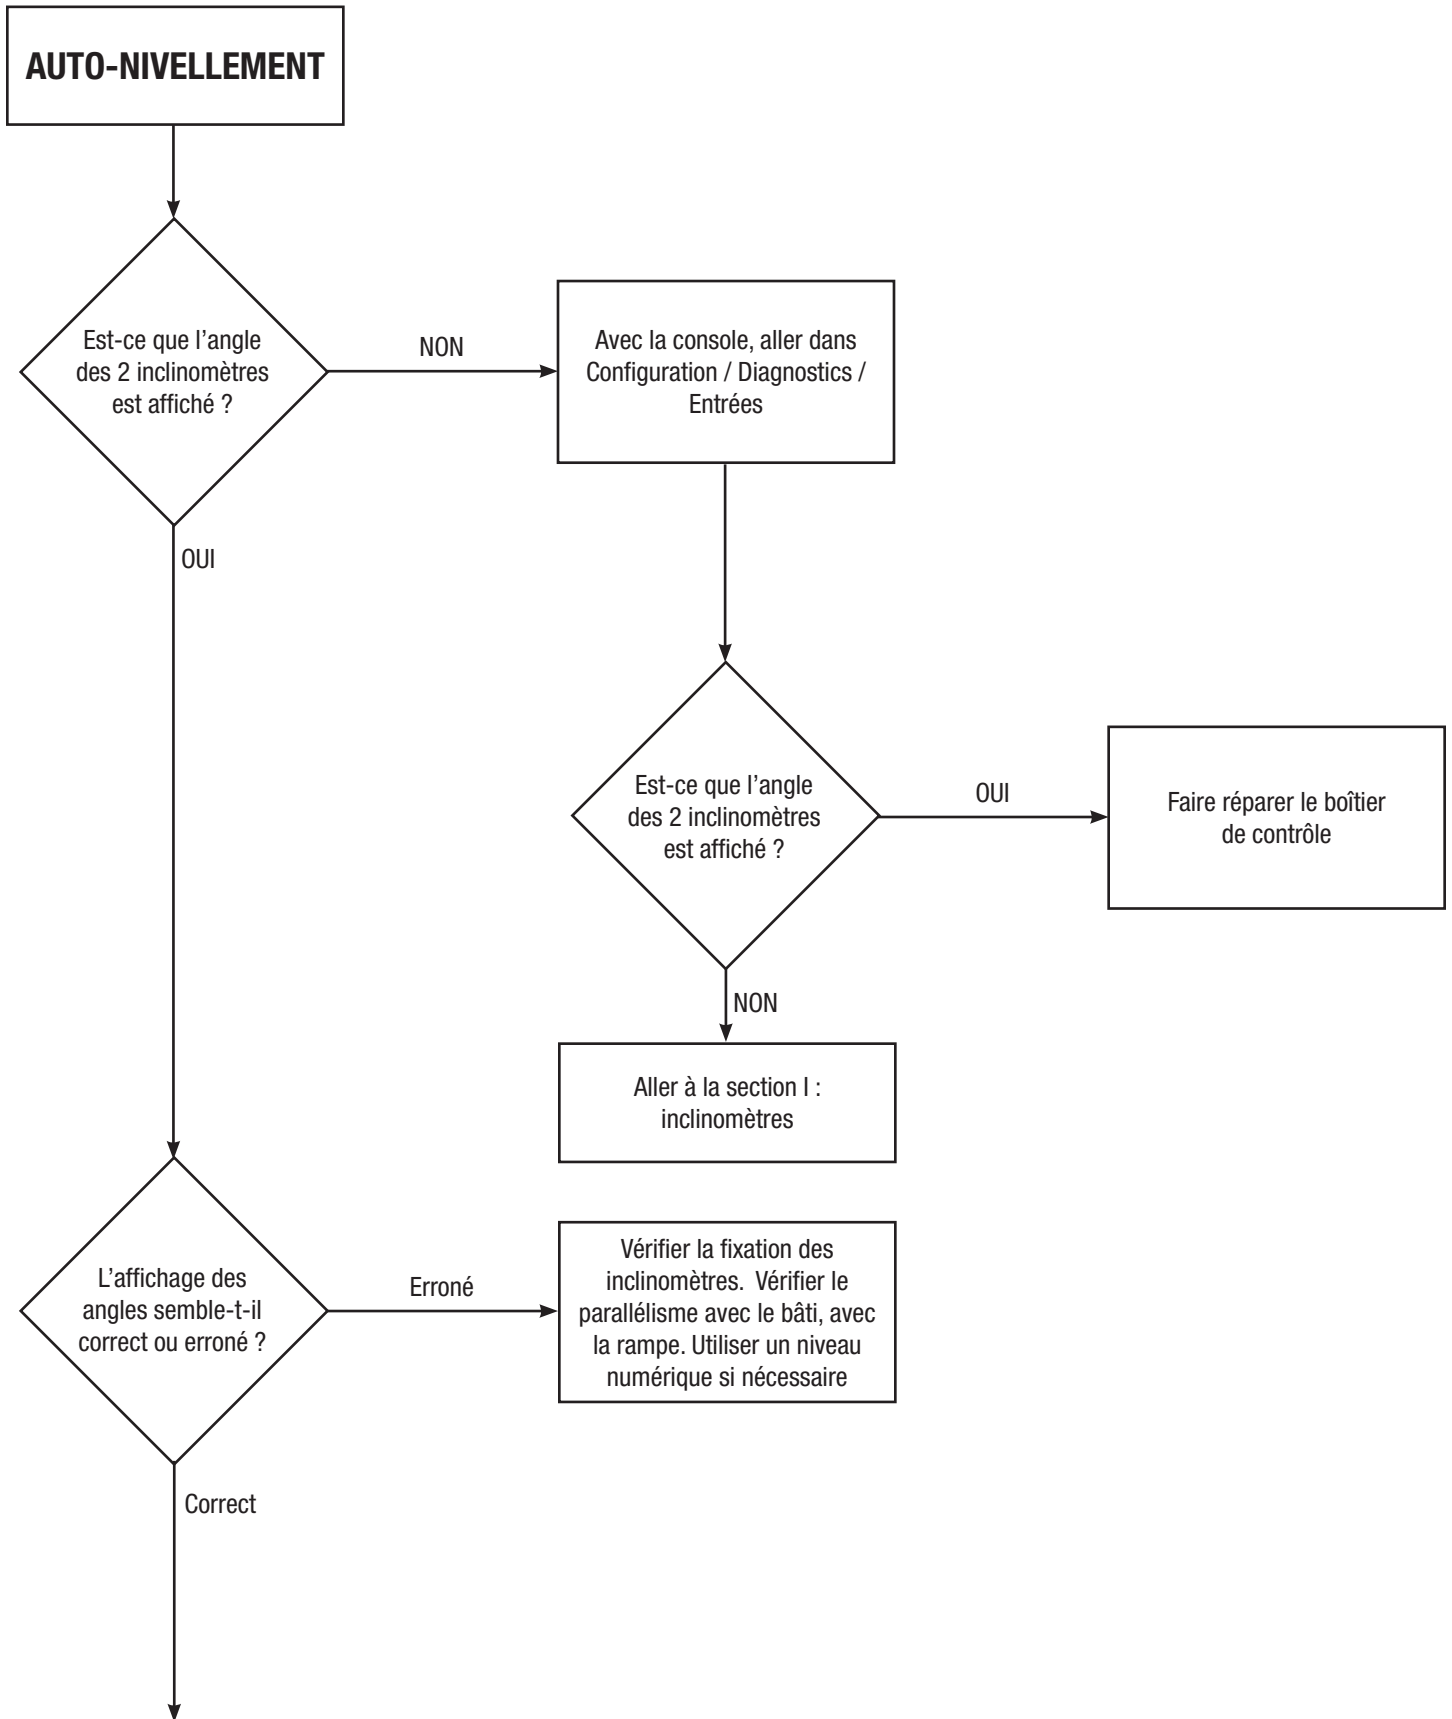 AUTO-NIVELLEMENT
Est-ce que l’angle
des 2 inclinomètres
est affiché ?
NON
Avec la console, aller dans
Configuration / Diagnostics /
Entrées
OUI
Est-ce que l’angle
des 2 inclinomètres
est affiché ?
OUI
Faire réparer le boîtier
de contrôle
NON
Aller à la section I :
inclinomètres
L’affichage des
angles semble-t-il
correct ou erroné ?
Erroné
Vérifier la fixation des
inclinomètres.  Vérifier le
parallélisme avec le bâti, avec
la rampe. Utiliser un niveau
numérique si nécessaire
Correct